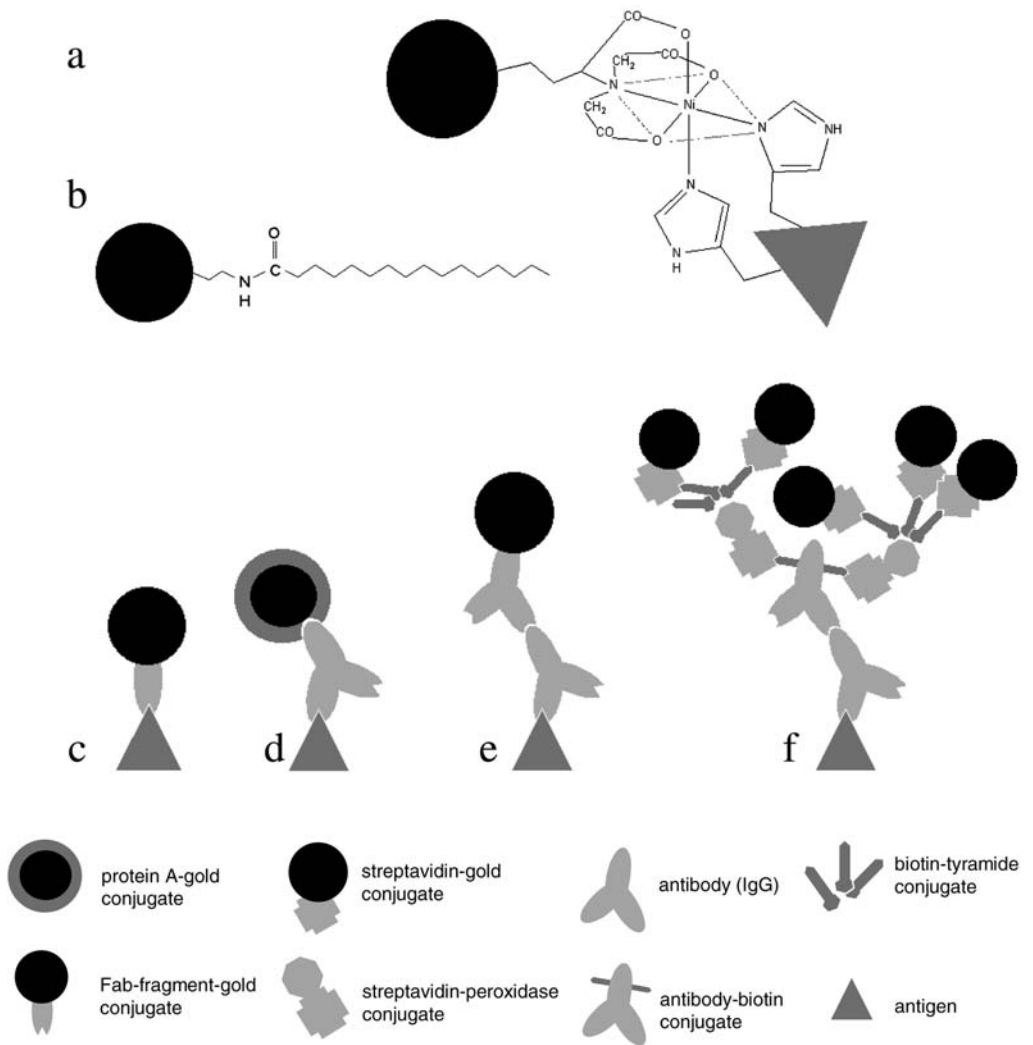 a
CO
O
CH2
CO
O
N
Ni
CH2
CO
O
N
NH
N
N
H
b
O
C
N
H
c
d
e
f
protein A-gold
conjugate
streptavidin-gold
conjugate
antibody (IgG)
biotin-tyramide
conjugate
Fab-fragment-gold
conjugate
streptavidin-peroxidase
conjugate
antibody-biotin
conjugate
antigen